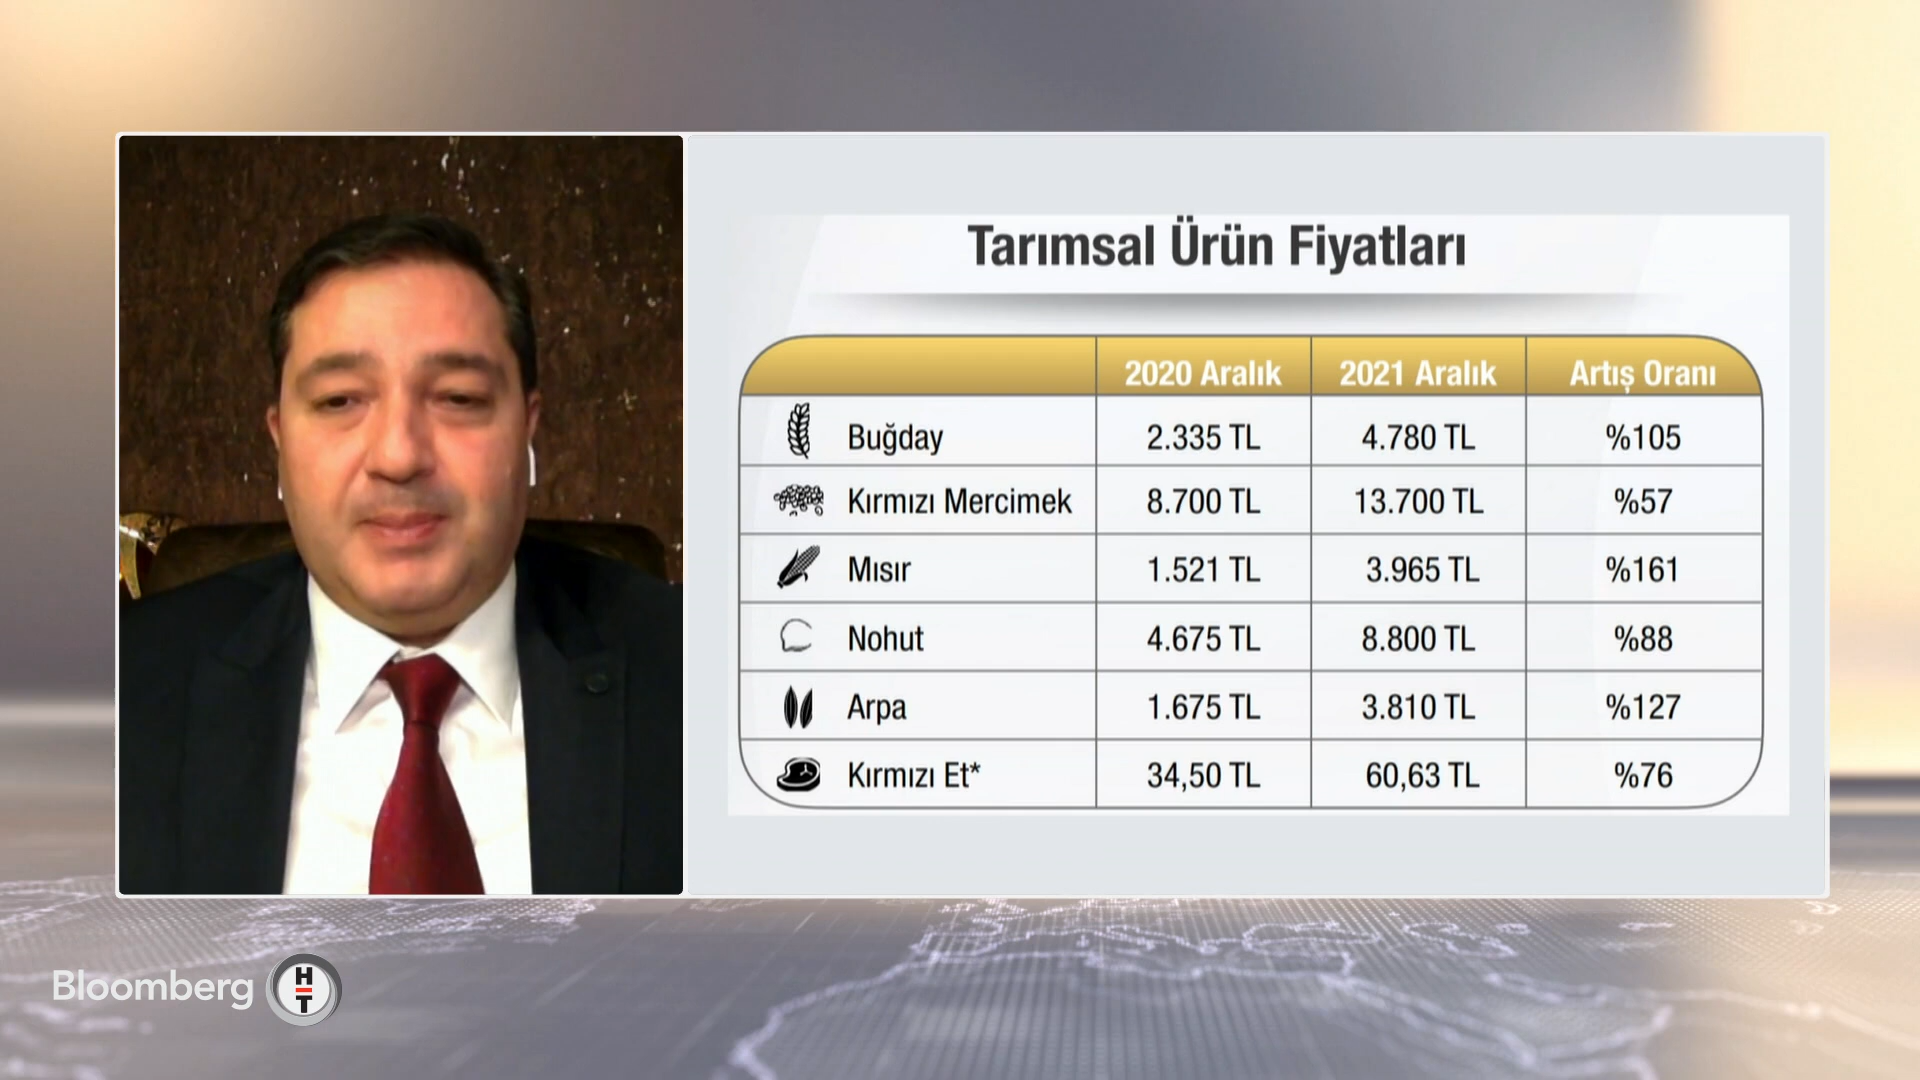 Tarımsal Ürün Fiyatları
2020 Aralık 2021 Aralık Artış Oranı
Buğday 2.335 TL 4.780 TL %105
Kırmızı Mercimek 8.700 TL 13.700 TL %57
Mısır 1.521 TL 3.965 TL %161
Nohut 4.675 TL 8.800 TL %88
Arpa 1.675 TL 3.810 TL %127
Kırmızı Et* 34,50 TL 60,63 TL %76
Bloomberg HT